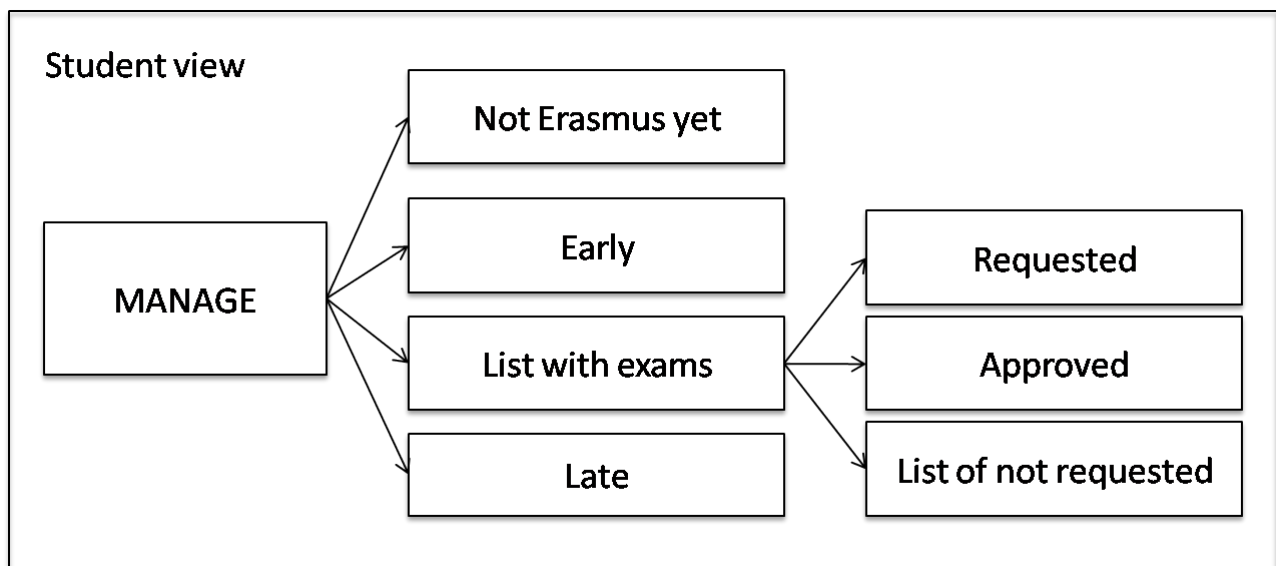 Student view
Not Erasmus yet
MANAGE
Early
List with exams
Late
Requested
Approved
List of not requested